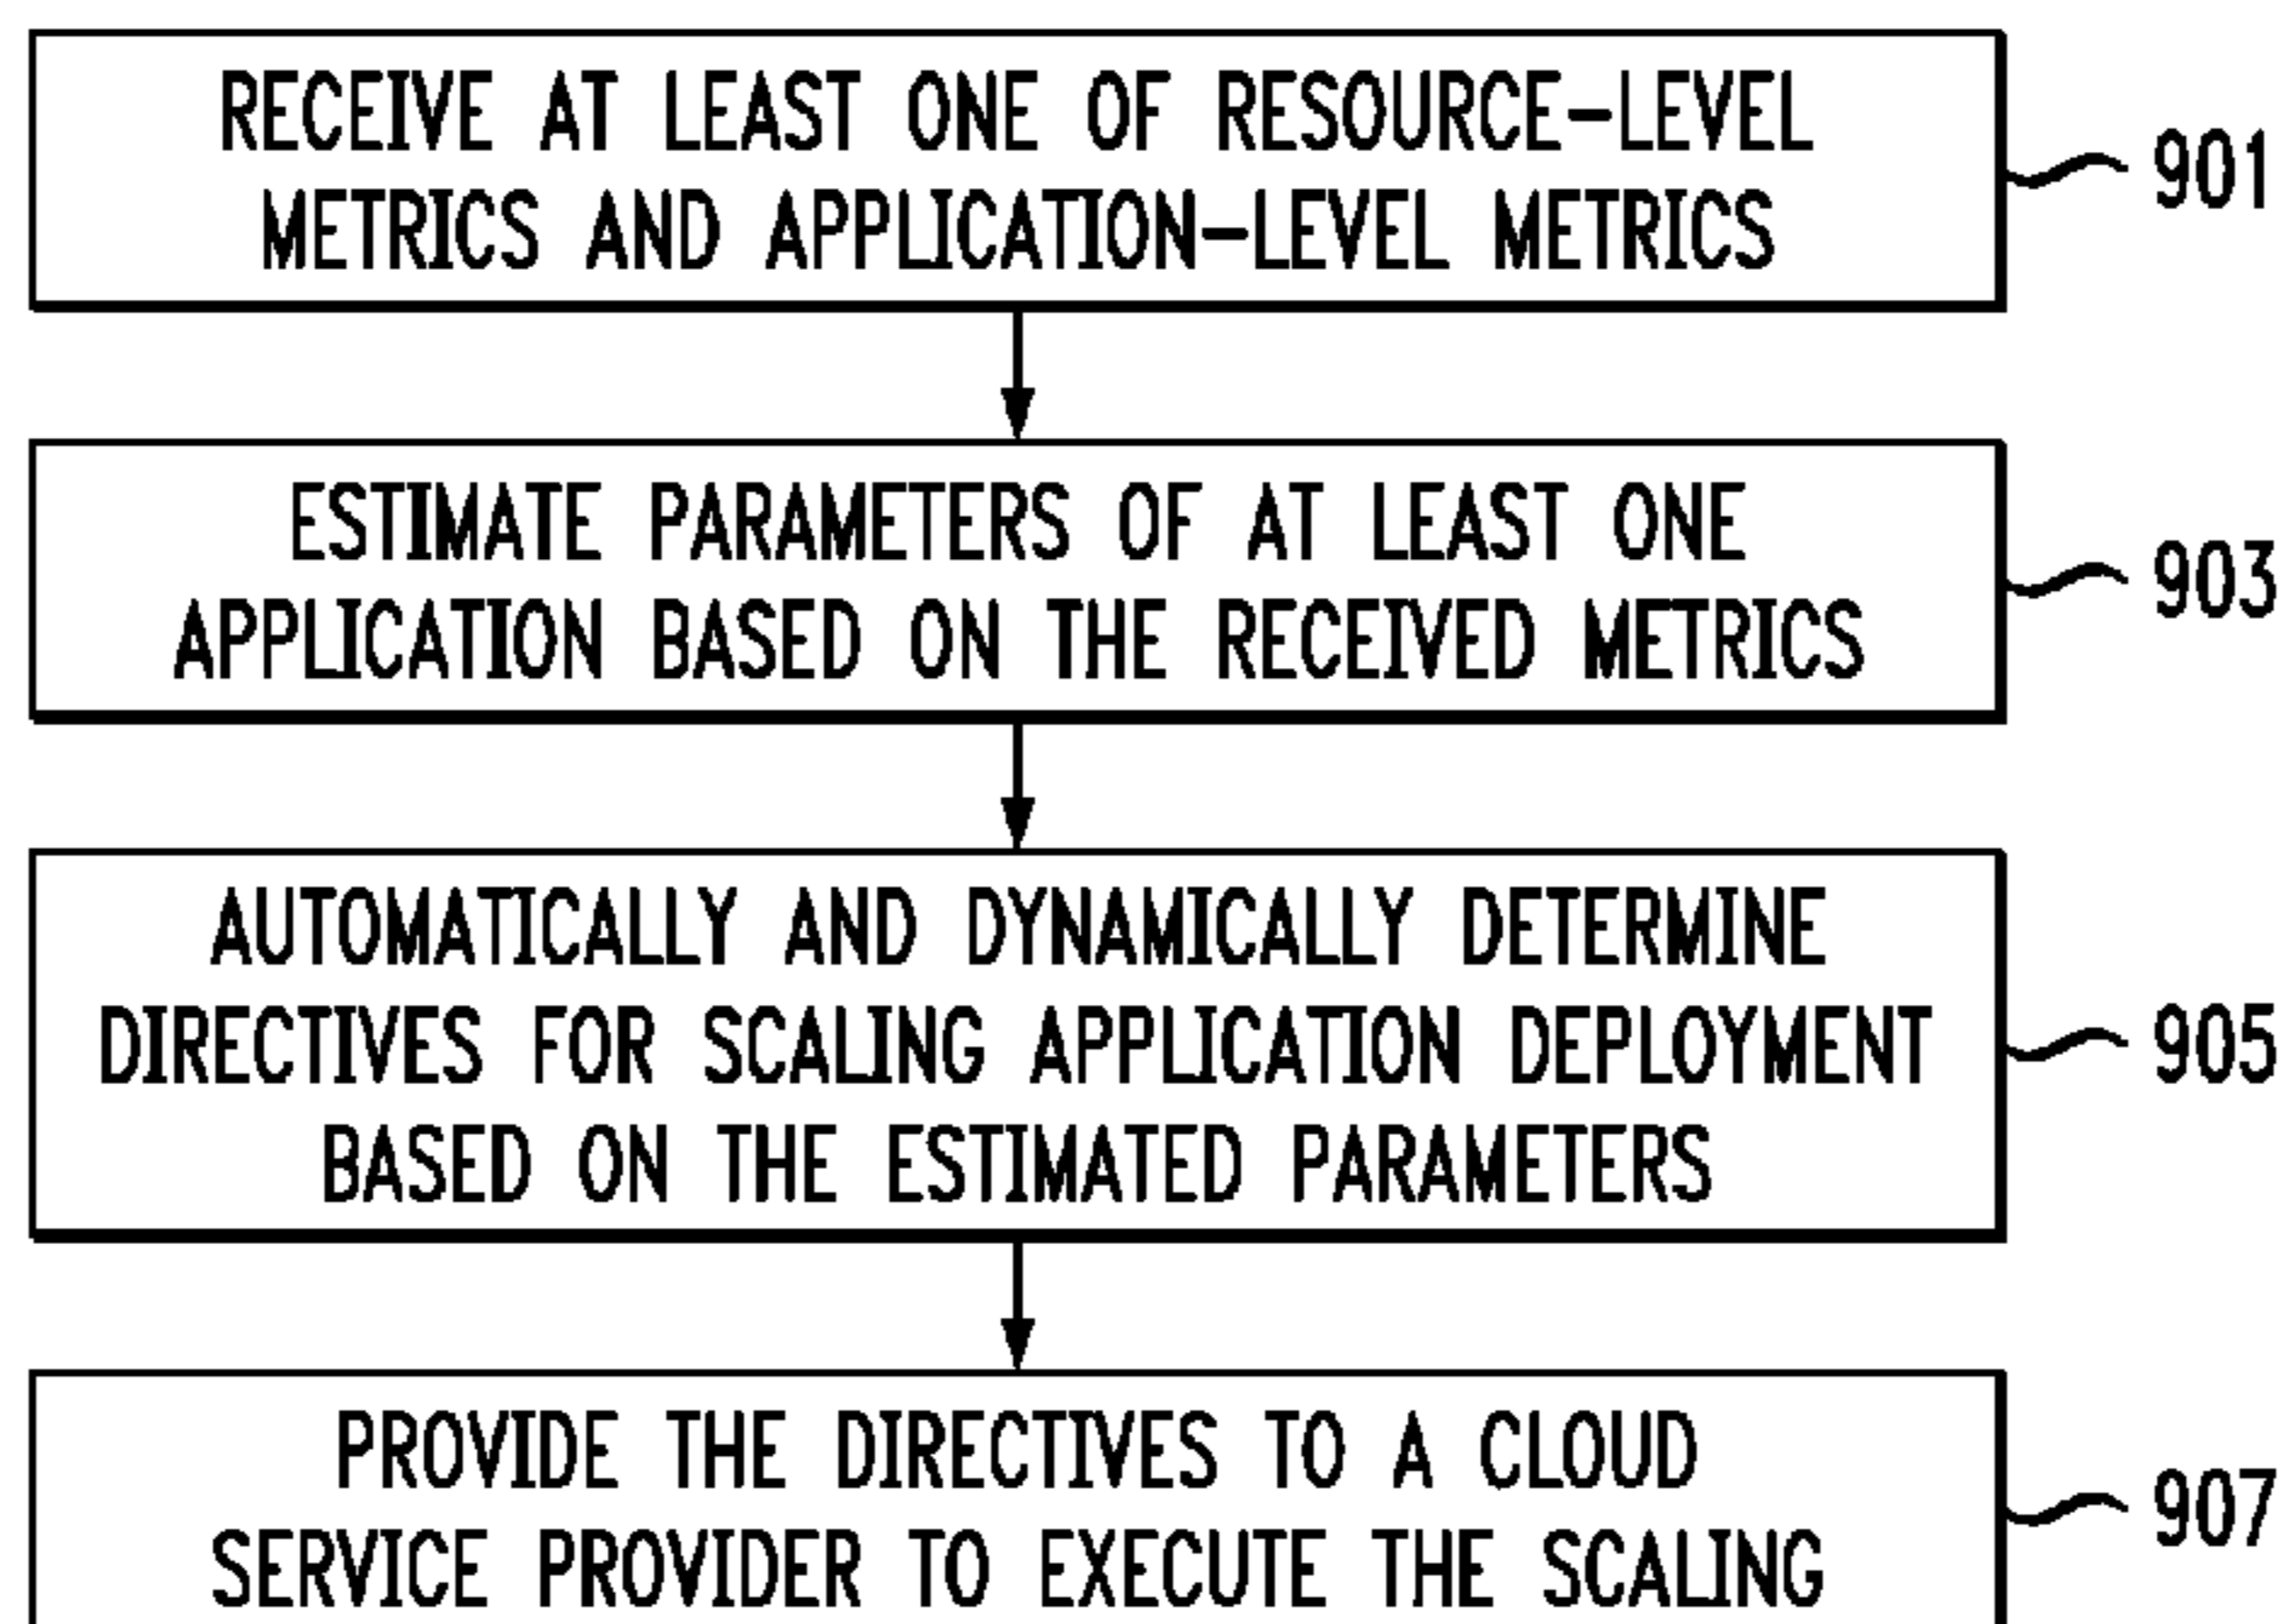 RECEIVE AT LEAST ONE OF RESOURCE-LEVEL
METRICS AND APPLICATION-LEVEL METRICS
901
ESTIMATE PARAMETERS OF AT LEAST ONE
APPLICATION BASED ON THE RECEIVED METRICS
903
AUTOMATICALLY AND DYNAMICALLY DETERMINE
DIRECTIVES FOR SCALING APPLICATION DEPLOYMENT
BASED ON THE ESTIMATED PARAMETERS
905
PROVIDE THE DIRECTIVES TO A CLOUD
SERVICE PROVIDER TO EXECUTE THE SCALING
907